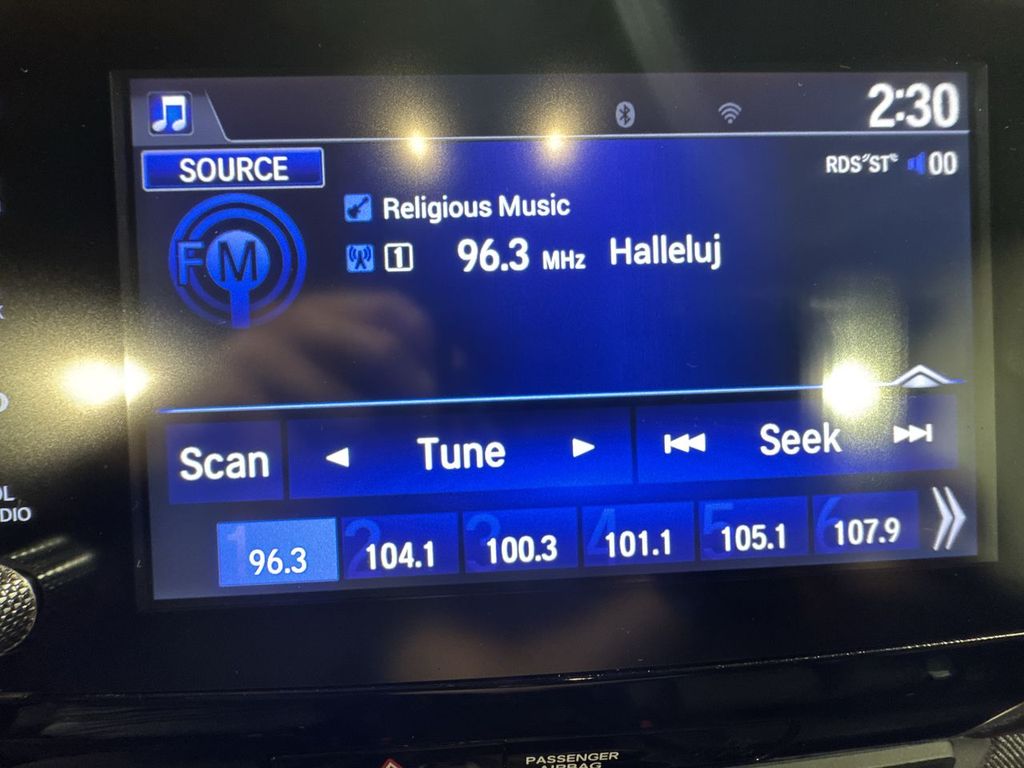 2:30
SOURCE
RDS ST 00
Religious Music
FM
1 96.3 MHz Halleluj
Scan Tune Seek
1 96.3 2 104.1 3 100.3 4 101.1 5 105.1 6 107.9
DIO
PASSENGER
AIRBAG